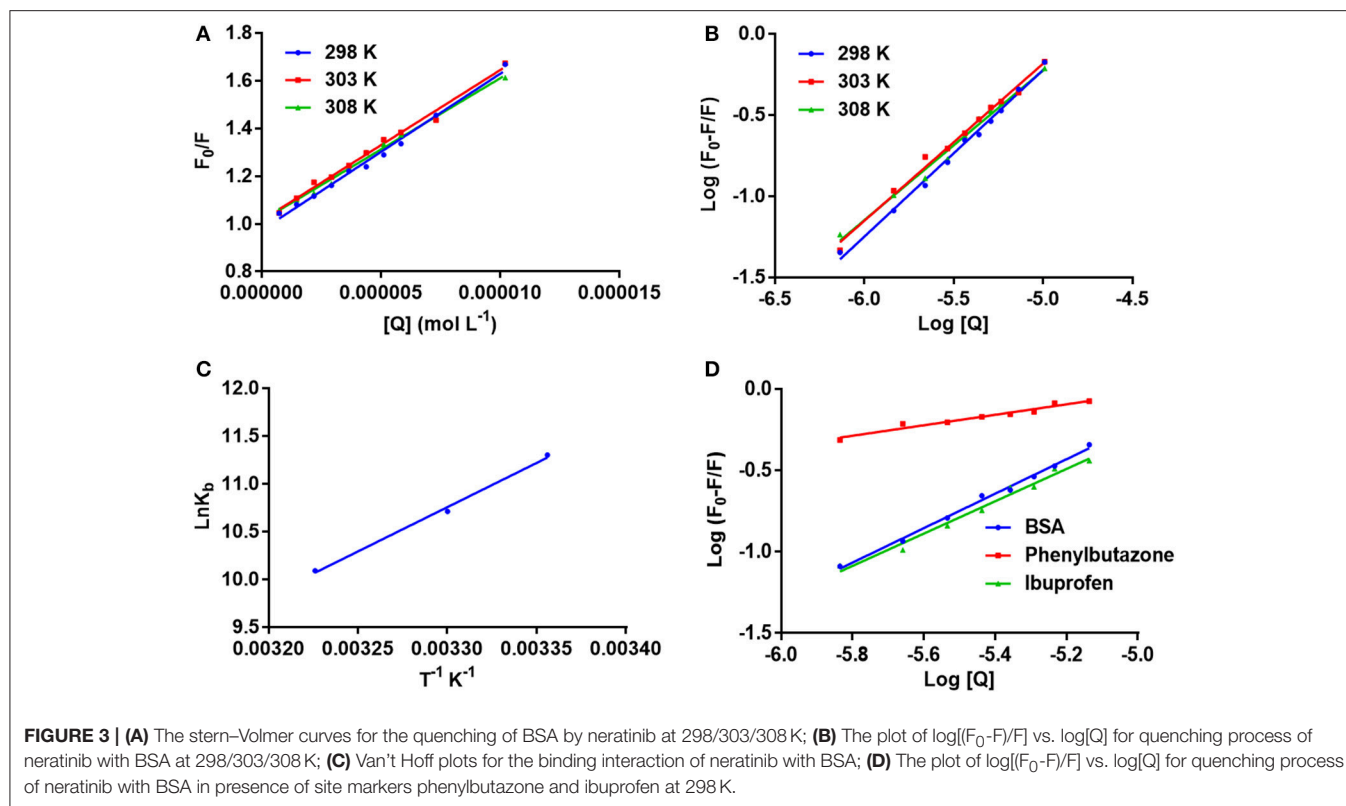 A
298 K
303 K
308 K
F₀/F
1.8
1.6
1.4
1.2
1.0
0.8
0.000000
0.000005
0.000010
0.000015
[Q] (mol L⁻¹)
B
298 K
303 K
308 K
Log (F₀-F/F)
0.0
-0.5
-1.0
-1.5
-6.5
-6.0
-5.5
-5.0
-4.5
Log [Q]
C
LnK_b
12.0
11.5
11.0
10.5
10.0
9.5
0.00320
0.00325
0.00330
0.00335
0.00340
T⁻¹ K⁻¹
D
Log (F₀-F/F)
0.0
-0.5
-1.0
-1.5
BSA
Phenylbutazone
Ibuprofen
-6.0
-5.8
-5.6
-5.4
-5.2
-5.0
Log [Q]
FIGURE 3 | (A) The stern–Volmer curves for the quenching of BSA by neratinib at 298/303/308 K; (B) The plot of log[(F₀-F)/F] vs. log[Q] for quenching process of
neratinib with BSA at 298/303/308 K; (C) Van't Hoff plots for the binding interaction of neratinib with BSA; (D) The plot of log[(F₀-F)/F] vs. log[Q] for quenching process
of neratinib with BSA in presence of site markers phenylbutazone and ibuprofen at 298 K.